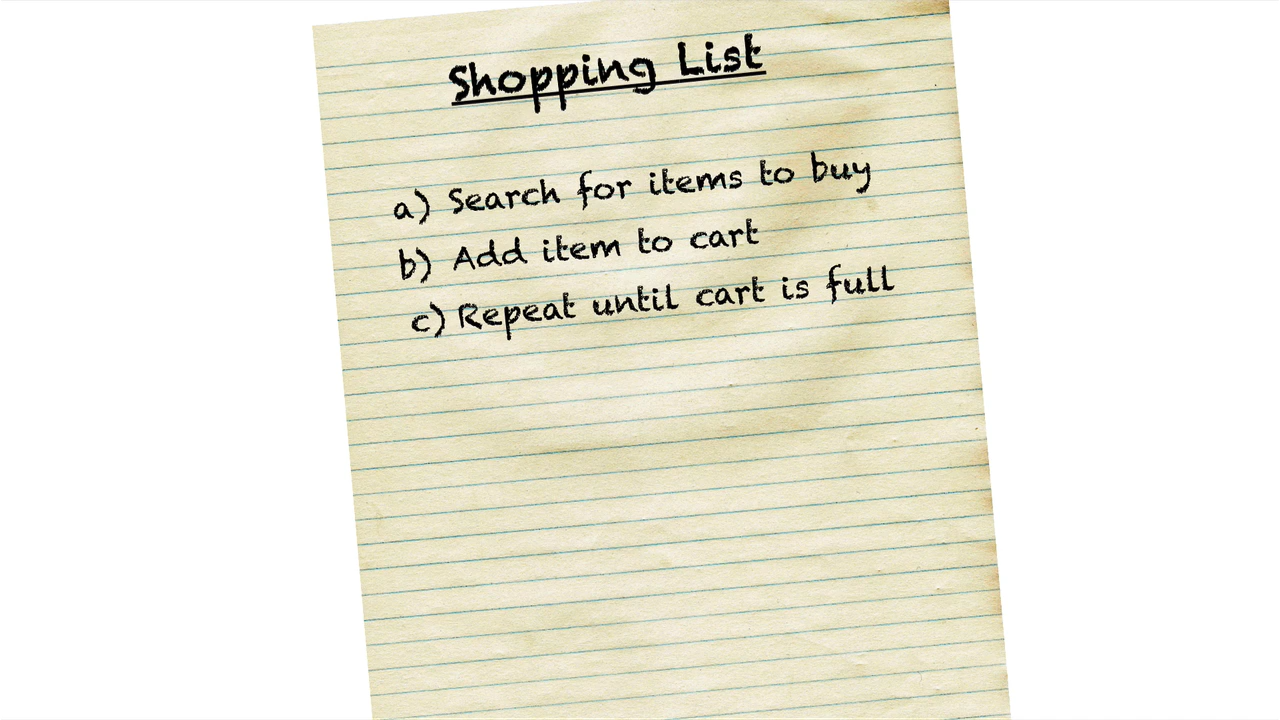 Shopping List
a) Search for items to buy
b) Add item to cart
c) Repeat until cart is full